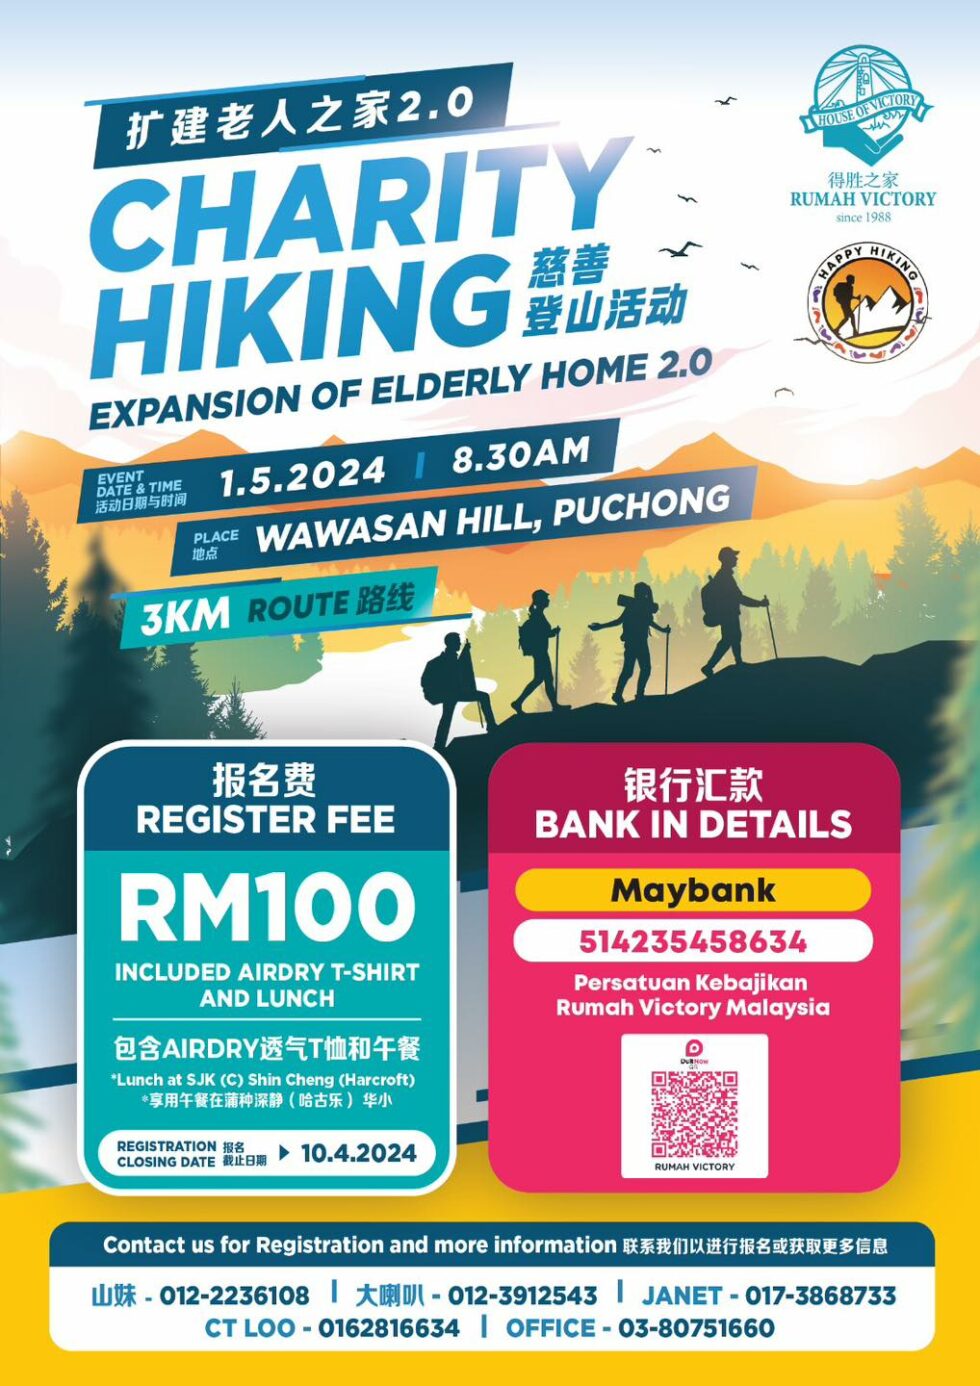 扩建老人之家2.0
CHARITY
HIKING
慈善
登山活动
EXPANSION OF ELDERLY HOME 2.0
HOUSE OF VICTORY
得胜之家
RUMAH VICTORY
since 1988
HAPPY HIKING
EVENT
DATE & TIME
活动日期与时间
1.5.2024 | 8.30AM
PLACE
地点
WAWASAN HILL, PUCHONG
3KM ROUTE 路线
报名费
REGISTER FEE
RM100
INCLUDED AIRDRY T-SHIRT
AND LUNCH
包含AIRDRY透气T恤和午餐
*Lunch at SJK (C) Shin Cheng (Harcroft)
*享用午餐在蒲种深静（哈古乐）华小
REGISTRATION 报名
CLOSING DATE 截止日期
10.4.2024
银行汇款
BANK IN DETAILS
Maybank
514235458634
Persatuan Kebajikan
Rumah Victory Malaysia
DuitNow
QR
RUMAH VICTORY
Contact us for Registration and more information 联系我们以进行报名或获取更多信息
山妹 - 012-2236108 | 大喇叭 - 012-3912543 | JANET - 017-3868733
CT LOO - 0162816634 | OFFICE - 03-80751660